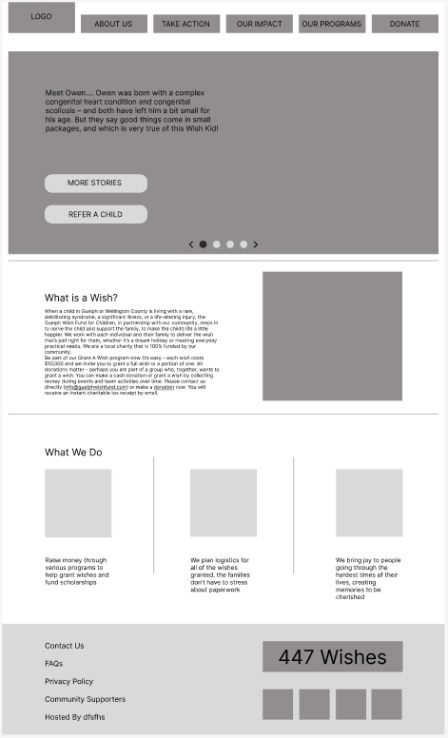 LOGO
ABOUT US
TAKE ACTION
OUR IMPACT
OUR PROGRAMS
DONATE
Meet Owen.... Owen was born with a complex
congenital heart condition and congenital
scoliosis – and both have left him a bit small for
his age. But they say good things come in small
packages, and which is very true of this Wish Kid!
MORE STORIES
REFER A CHILD
What is a Wish?
When a child in Guelph or Wellington County is living with a rare,
debilitating syndrome, a significant illness, or a life-altering injury, the
Guelph Wish Fund for Children, in partnership with our community, steps in
to serve the child and support the family, to make the child's life a little
happier. We work with each individual and their family to deliver the wish
that's just right for them, whether it's a dream holiday or meeting everyday
practical needs. We are a local charity that is 100% funded by our
community.
Be part of our Grant A Wish program now. It's easy – each wish costs
$10,000 and we invite you to grant a full wish or a portion of one. All
donations matter – perhaps you are part of a group who, together, wants to
grant a wish. You can make a cash donation or grant a wish by collecting
money during events and team activities over time. Please contact us
directly (info@guelphwishfund.com) or make a donation now. You will
receive an instant charitable tax receipt by email.
What We Do
Raise money through
various programs to
help grant wishes and
fund scholarships
We plan logistics for
all of the wishes
granted, the families
don't have to stress
about paperwork
We bring joy to people
going through the
hardest times of their
lives, creating
memories to be
cherished
Contact Us
FAQs
Privacy Policy
Community Supporters
Hosted By dfsfhs
447 Wishes